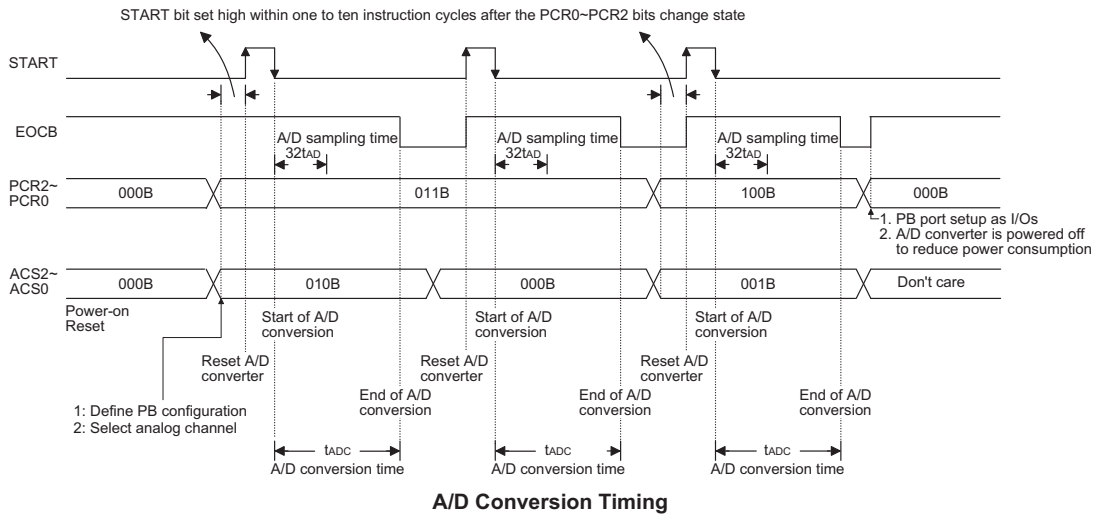 START bit set high within one to ten instruction cycles after the PCR0~PCR2 bits change state
START
EOCB
A/D sampling time
32tAD
A/D sampling time
32tAD
A/D sampling time
32tAD
PCR2~
PCR0
000B
011B
100B
000B
1. PB port setup as I/Os
2. A/D converter is powered off
to reduce power consumption
ACS2~
ACS0
000B
010B
000B
001B
Don't care
Power-on
Reset
Start of A/D
conversion
Start of A/D
conversion
Start of A/D
conversion
Reset A/D
converter
Reset A/D
converter
Reset A/D
converter
1: Define PB configuration
2: Select analog channel
End of A/D
conversion
End of A/D
conversion
End of A/D
conversion
tADC
A/D conversion time
tADC
A/D conversion time
tADC
A/D conversion time
A/D Conversion Timing